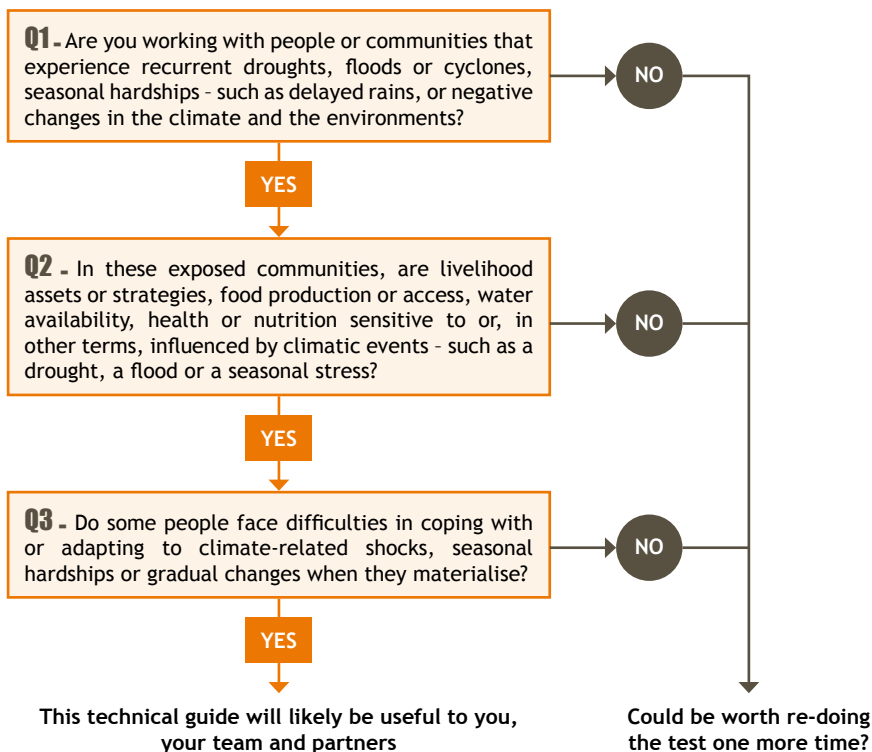 Q1 - Are you working with people or communities that
experience recurrent droughts, floods or cyclones,
seasonal hardships - such as delayed rains, or negative
changes in the climate and the environments?
NO
YES
Q2 - In these exposed communities, are livelihood
assets or strategies, food production or access, water
availability, health or nutrition sensitive to or, in
other terms, influenced by climatic events - such as a
drought, a flood or a seasonal stress?
NO
YES
Q3 - Do some people face difficulties in coping with
or adapting to climate-related shocks, seasonal
hardships or gradual changes when they materialise?
NO
YES
This technical guide will likely be useful to you,
your team and partners
Could be worth re-doing
the test one more time?